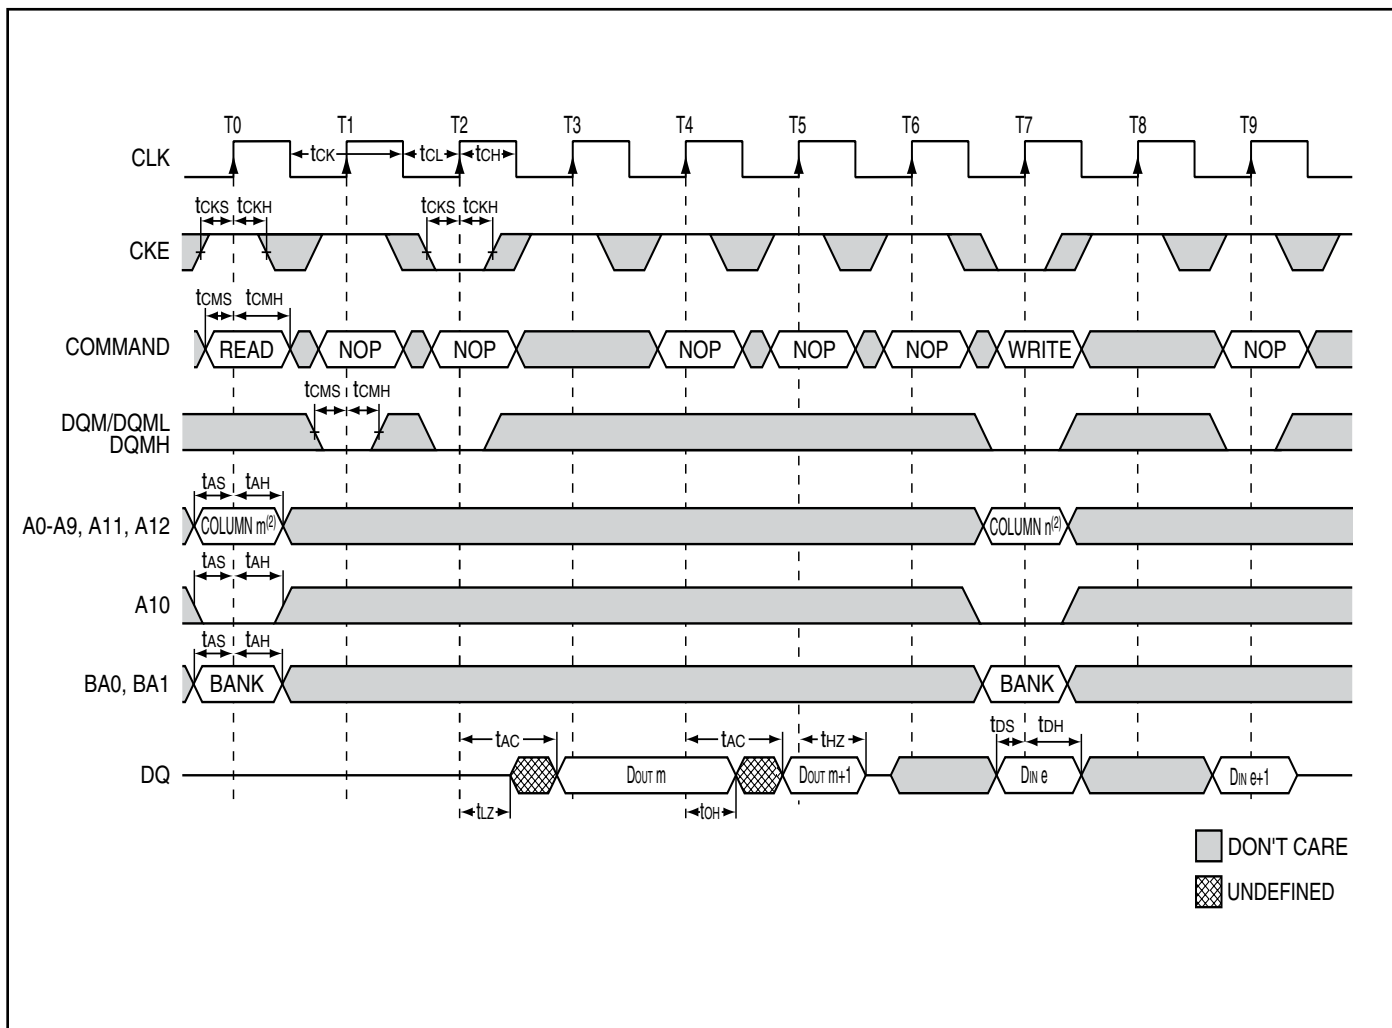 T0 T1 T2 T3 T4 T5 T6 T7 T8 T9
CLK tCK tCL tCH
tCKS tCKH tCKS tCKH
CKE
tCMS tCMH
COMMAND READ NOP NOP NOP NOP NOP WRITE NOP
tCMS tCMH
DQM/DQML
DQMH
tAS tAH
A0-A9, A11, A12 COLUMN m(2) COLUMN n(2)
tAS tAH
A10
tAS tAH
BA0, BA1 BANK BANK
tAC tAC tHZ tDS tDH
DQ DOUT m DOUT m+1 DIN e DIN e+1
tLZ tOH
DON'T CARE
UNDEFINED